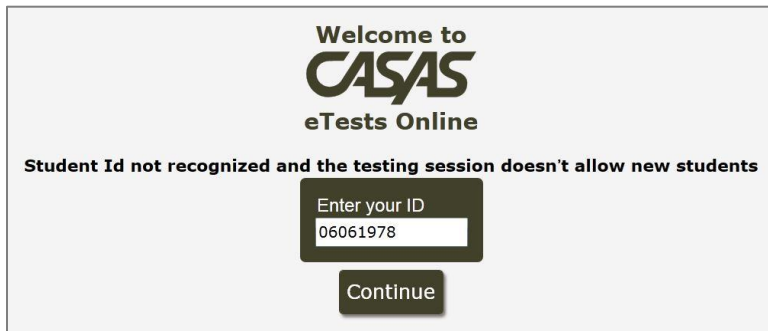 Welcome to
CASAS
eTests Online
Student Id not recognized and the testing session doesn't allow new students
Enter your ID
06061978
Continue